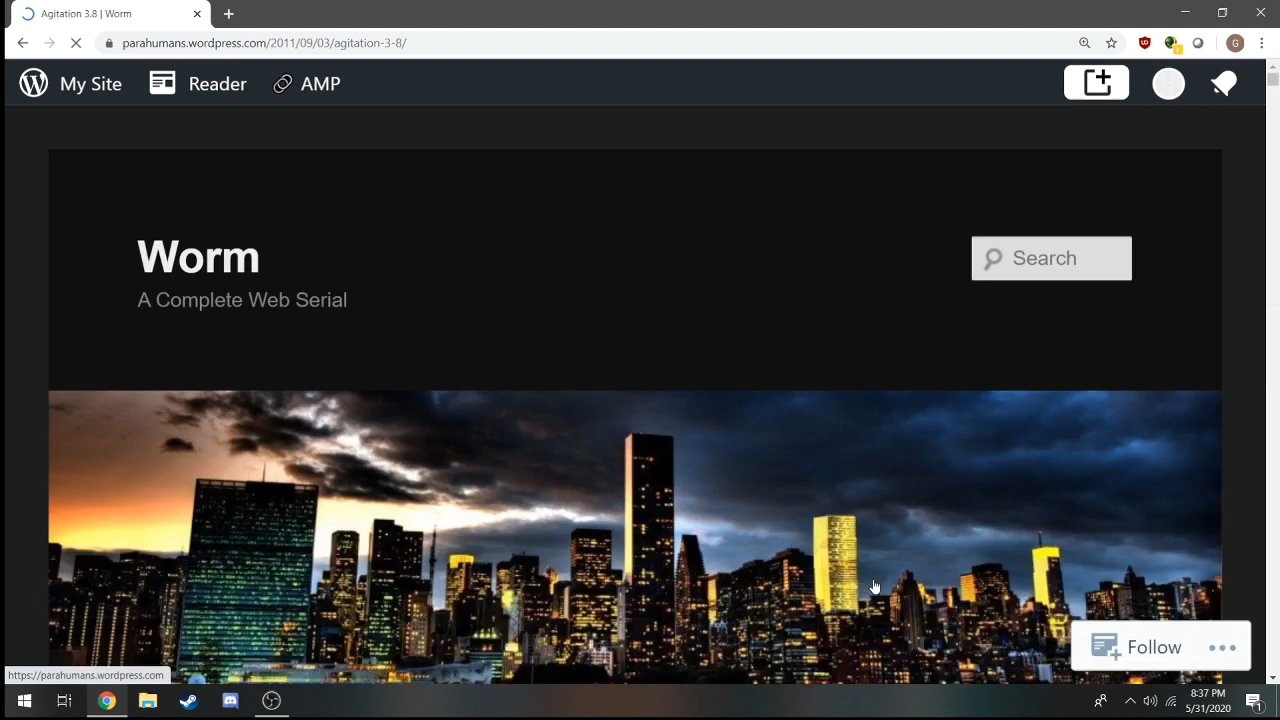 Agitation 3.8 | Worm
parahumans.wordpress.com/2011/09/03/agitation-3-8/
G
My Site
Reader
AMP
Worm
A Complete Web Serial
Search
Follow
https://parahumans.wordpress.com
8:37 PM
5/31/2020
1